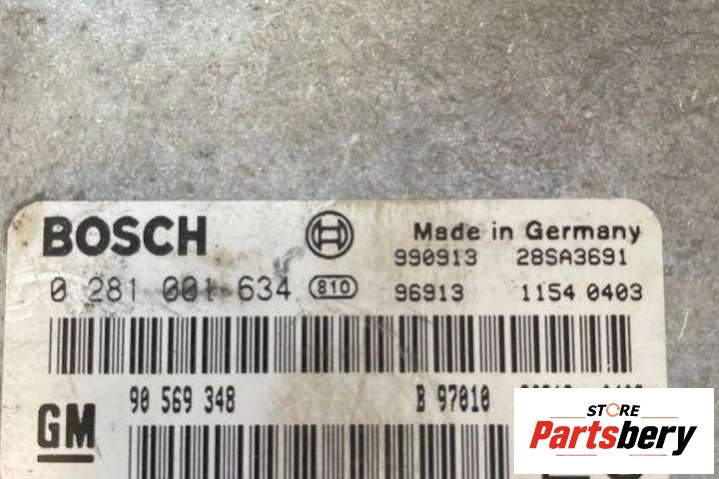 BOSCH
Made in Germany
990913 28SA3691
0 281 001 634 810 96913 1154 0403
90 569 348 B 97010
GM
STORE
Partsbery